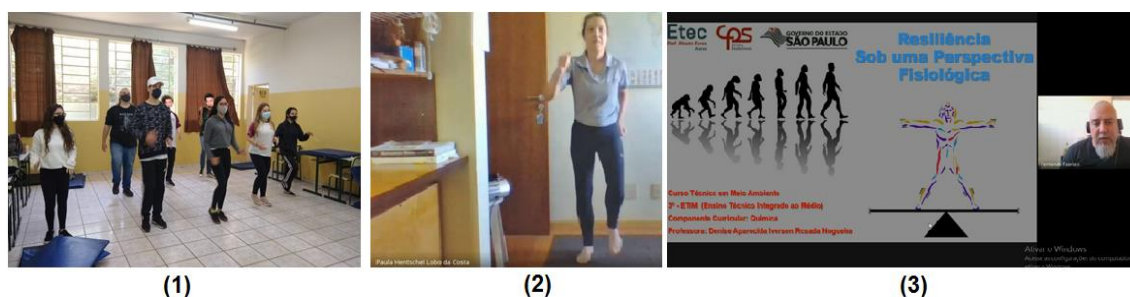 Paula Hentschel Lobo da Costa
Etec
CPS
GOVERNO DO ESTADO
SÃO PAULO
Resiliência
Sob uma Perspectiva
Fisiológica
Curso Técnico em Meio Ambiente
3º - ETIM (Ensino Técnico Integrado ao Médio)
Componente Curricular: Química
Professora: Denise Aparecida Iverson Rosada Nogueira
Ativar o Windows
(1)
(2)
(3)